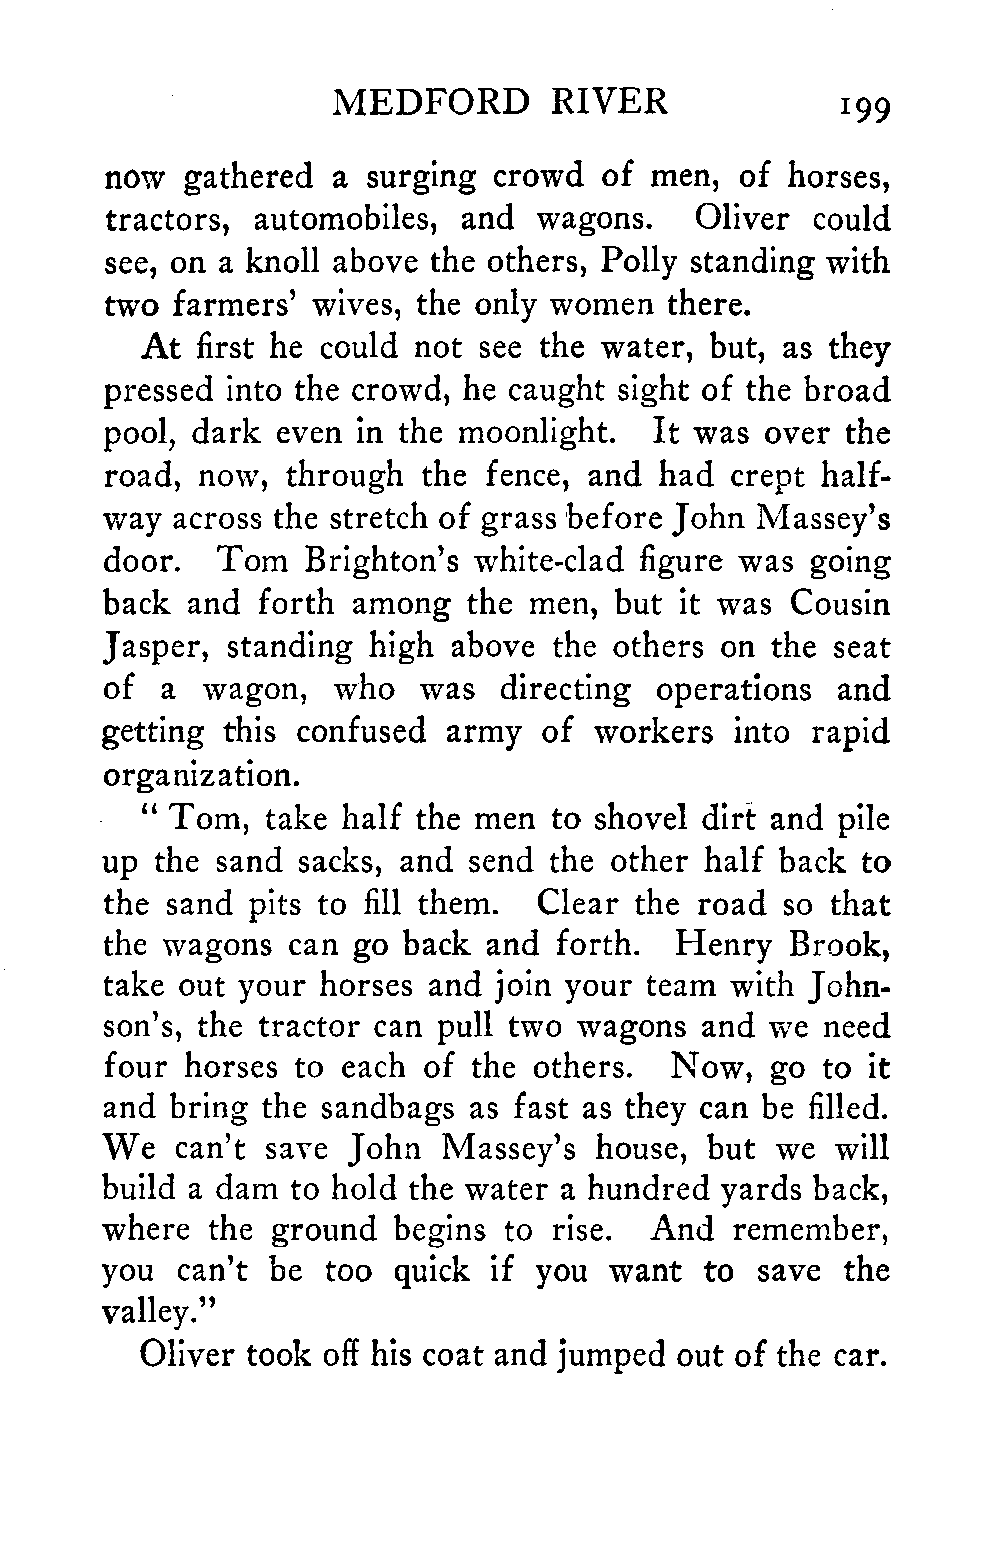 MEDFORD RIVER 199
now gathered a surging crowd of men, of horses,
tractors, automobiles, and wagons. Oliver could
see, on a knoll above the others, Polly standing with
two farmers' wives, the only women there.
At first he could not see the water, but, as they
pressed into the crowd, he caught sight of the broad
pool, dark even in the moonlight. It was over the
road, now, through the fence, and had crept half-
way across the stretch of grass before John Massey's
door. Tom Brighton's white-clad figure was going
back and forth among the men, but it was Cousin
Jasper, standing high above the others on the seat
of a wagon, who was directing operations and
getting this confused army of workers into rapid
organization.
" Tom, take half the men to shovel dirt and pile
up the sand sacks, and send the other half back to
the sand pits to fill them. Clear the road so that
the wagons can go back and forth. Henry Brook,
take out your horses and join your team with John-
son's, the tractor can pull two wagons and we need
four horses to each of the others. Now, go to it
and bring the sandbags as fast as they can be filled.
We can't save John Massey's house, but we will
build a dam to hold the water a hundred yards back,
where the ground begins to rise. And remember,
you can't be too quick if you want to save the
valley."
Oliver took off his coat and jumped out of the car.